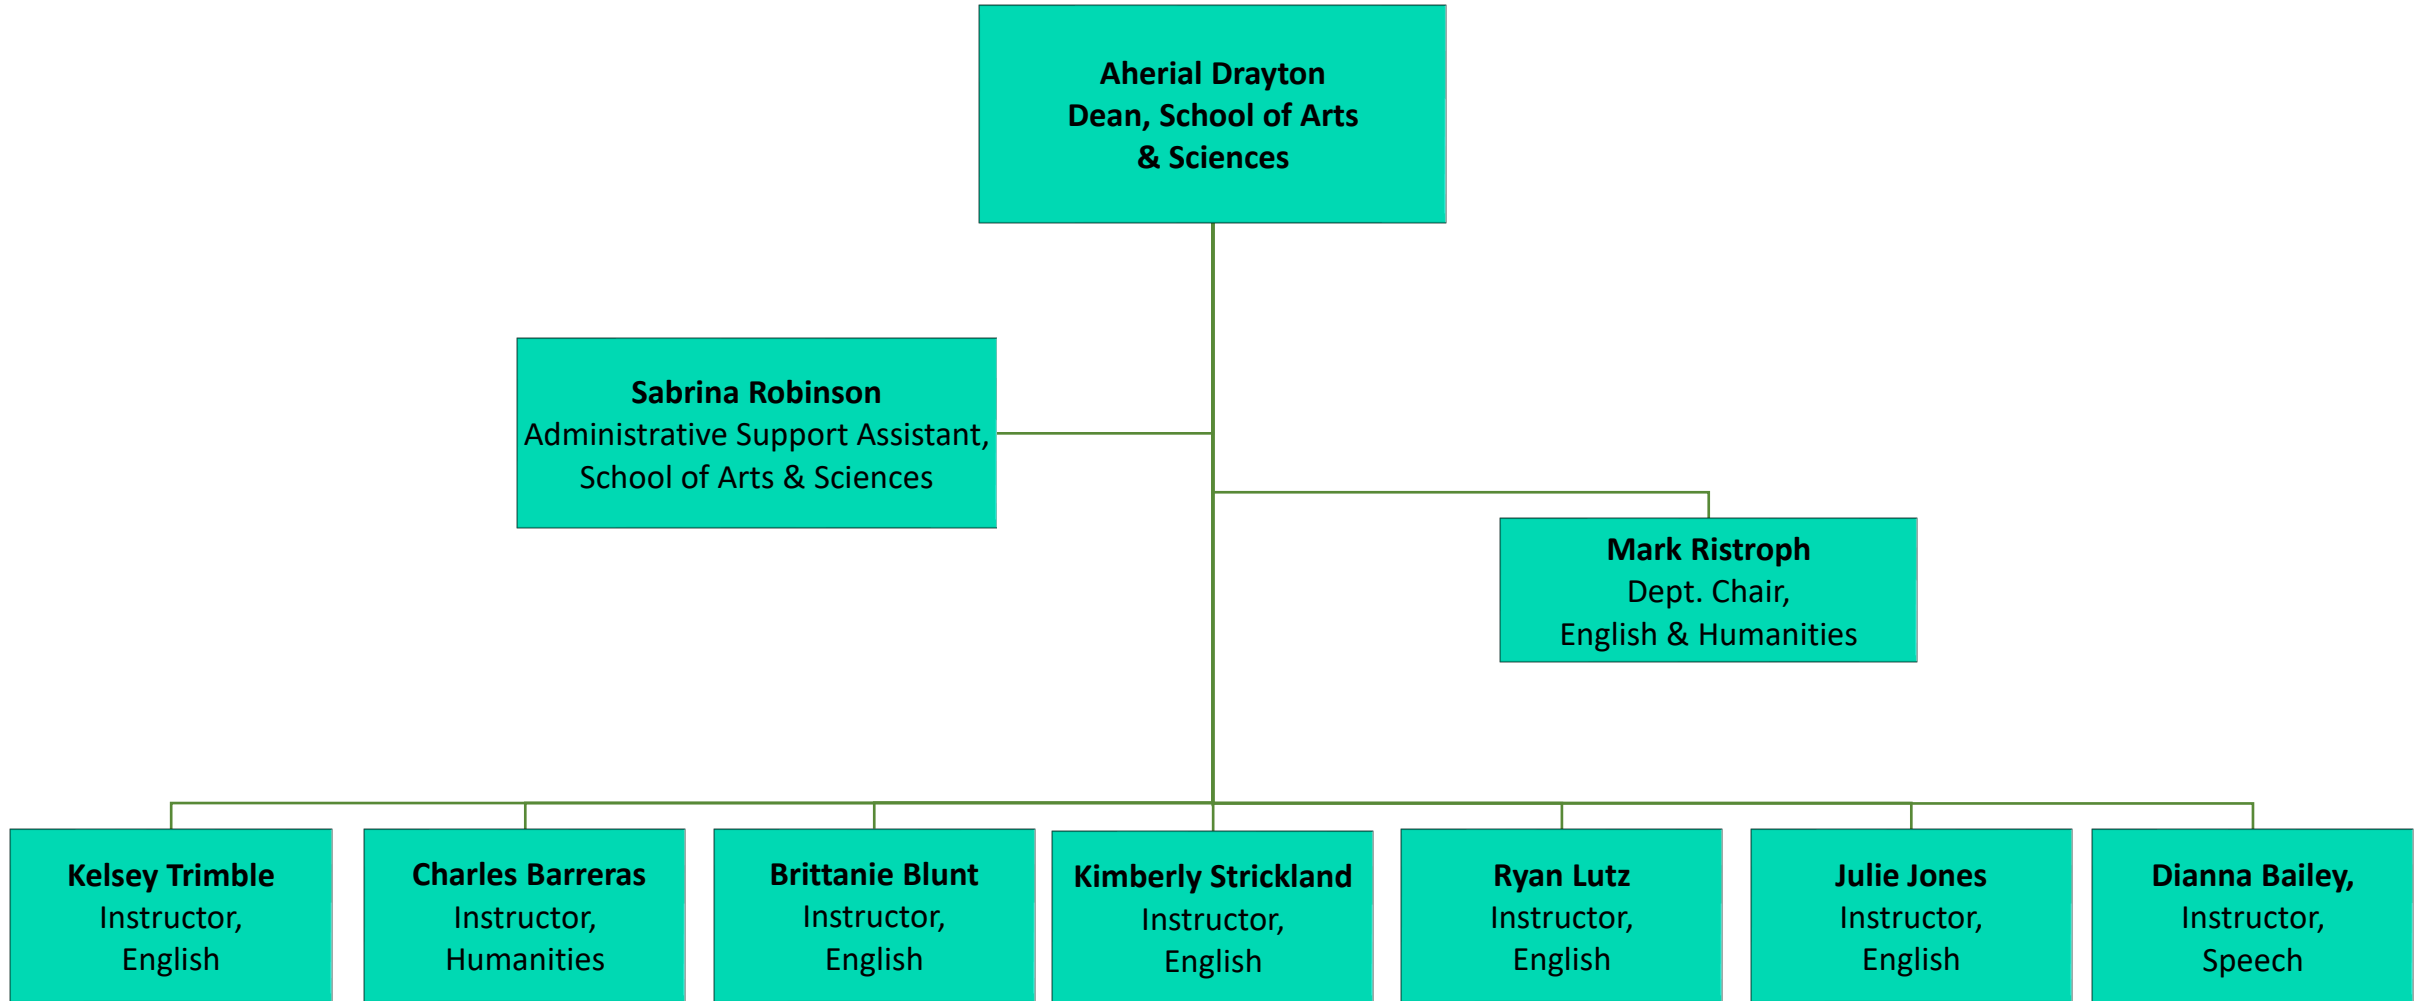 Aherial Drayton
Dean, School of Arts
& Sciences
Sabrina Robinson
Administrative Support Assistant,
School of Arts & Sciences
Mark Ristroph
Dept. Chair,
English & Humanities
Kelsey Trimble
Instructor,
English
Charles Barreras
Instructor,
Humanities
Brittanie Blunt
Instructor,
English
Kimberly Strickland
Instructor,
English
Ryan Lutz
Instructor,
English
Julie Jones
Instructor,
English
Dianna Bailey,
Instructor,
Speech